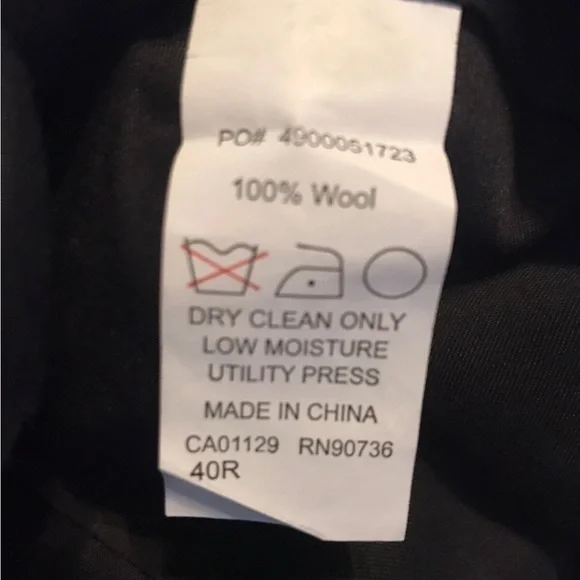 PO# 4900051723
100% Wool
DRY CLEAN ONLY
LOW MOISTURE
UTILITY PRESS
MADE IN CHINA
CA01129 RN90736
40R